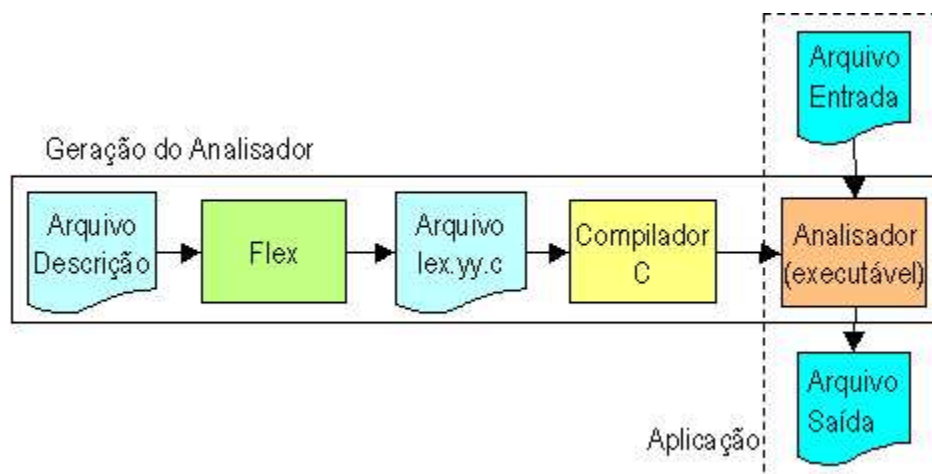 Arquivo
Entrada
Geração do Analisador
Arquivo
Descrição
Flex
Arquivo
lex.yy.c
Compilador
C
Analisador
(executável)
Arquivo
Saída
Aplicação